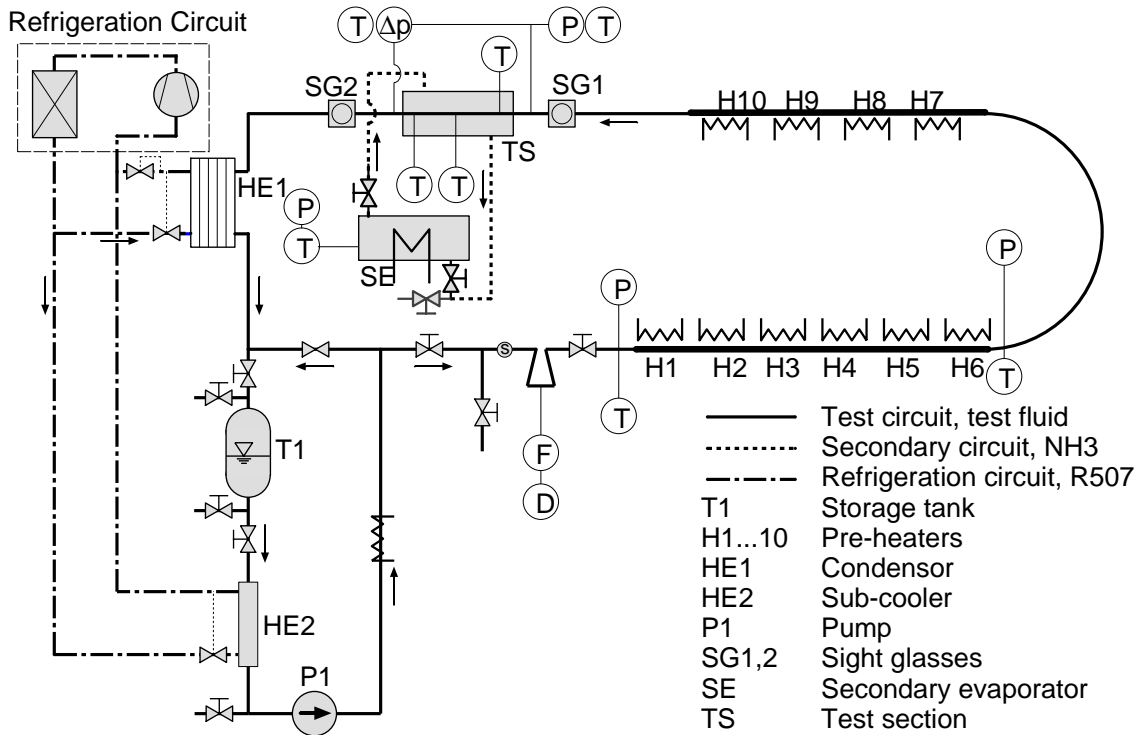 Refrigeration Circuit
T Δp P T
T
SG2 SG1
H10 H9 H8 H7
TS
HE1
T T
P
T
SE
P P
S
H1 H2 H3 H4 H5 H6
T T
T1
F
D
HE2
P1
Test circuit, test fluid
Secondary circuit, NH3
Refrigeration circuit, R507
T1 Storage tank
H1...10 Pre-heaters
HE1 Condensor
HE2 Sub-cooler
P1 Pump
SG1,2 Sight glasses
SE Secondary evaporator
TS Test section